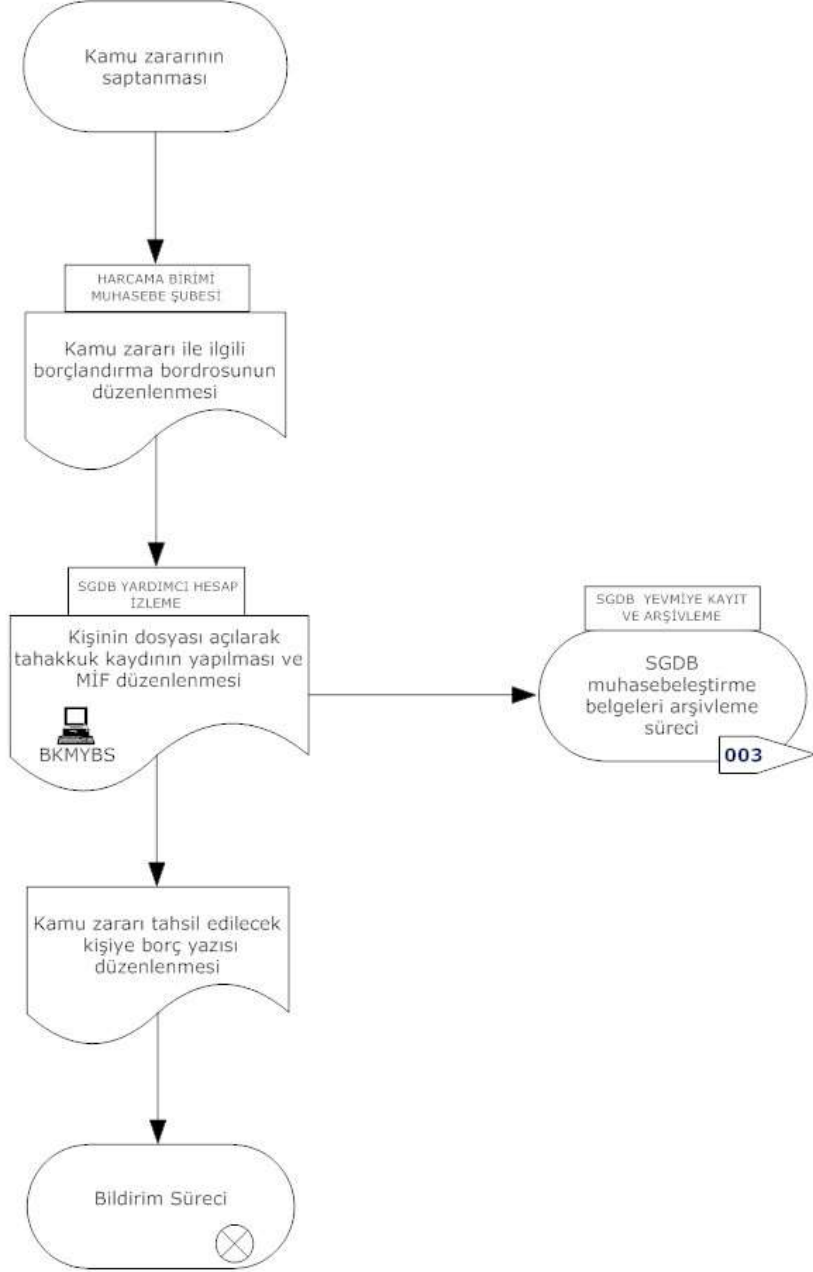 Kamu zararının
saptanması
HARCAMA BİRİMİ
MUHASEBE ŞUBESİ
Kamu zararı ile ilgili
borçlandırma bordrosunun
düzenlenmesi
SGDB YARDIMCI HESAP
İZLEME
Kişinin dosyası açılarak
tahakkuk kaydının yapılması ve
MİF düzenlenmesi
BKMYBS
SGDB YEVMİYE KAYIT
VE ARŞİVLEME
SGDB
muhasebeleştirme
belgeleri arşivleme
süreci
003
Kamu zararı tahsil edilecek
kişiye borç yazısı
düzenlenmesi
Bildirim Süreci